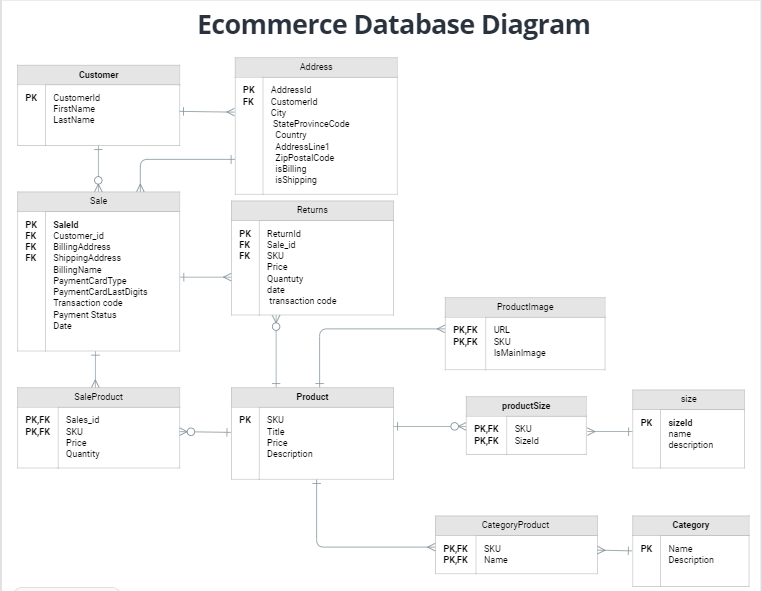 Ecommerce Database Diagram
Customer
PK CustomerId
FirstName
LastName
Address
PK AddressId
FK CustomerId
City
StateProvinceCode
Country
AddressLine1
ZipPostalCode
isBilling
isShipping
Sale
PK SaleId
FK Customer_id
FK BillingAddress
FK ShippingAddress
BillingName
PaymentCardType
PaymentCardLastDigits
Transaction code
Payment Status
Date
Returns
PK ReturnId
FK Sale_id
FK SKU
Price
Quantuty
date
transaction code
ProductImage
PK,FK URL
PK,FK SKU
IsMainImage
SaleProduct
PK,FK Sales_id
PK,FK SKU
Price
Quantity
Product
PK SKU
Title
Price
Description
productSize
PK,FK SKU
PK,FK SizeId
size
PK sizeId
name
description
CategoryProduct
PK,FK SKU
PK,FK Name
Category
PK Name
Description